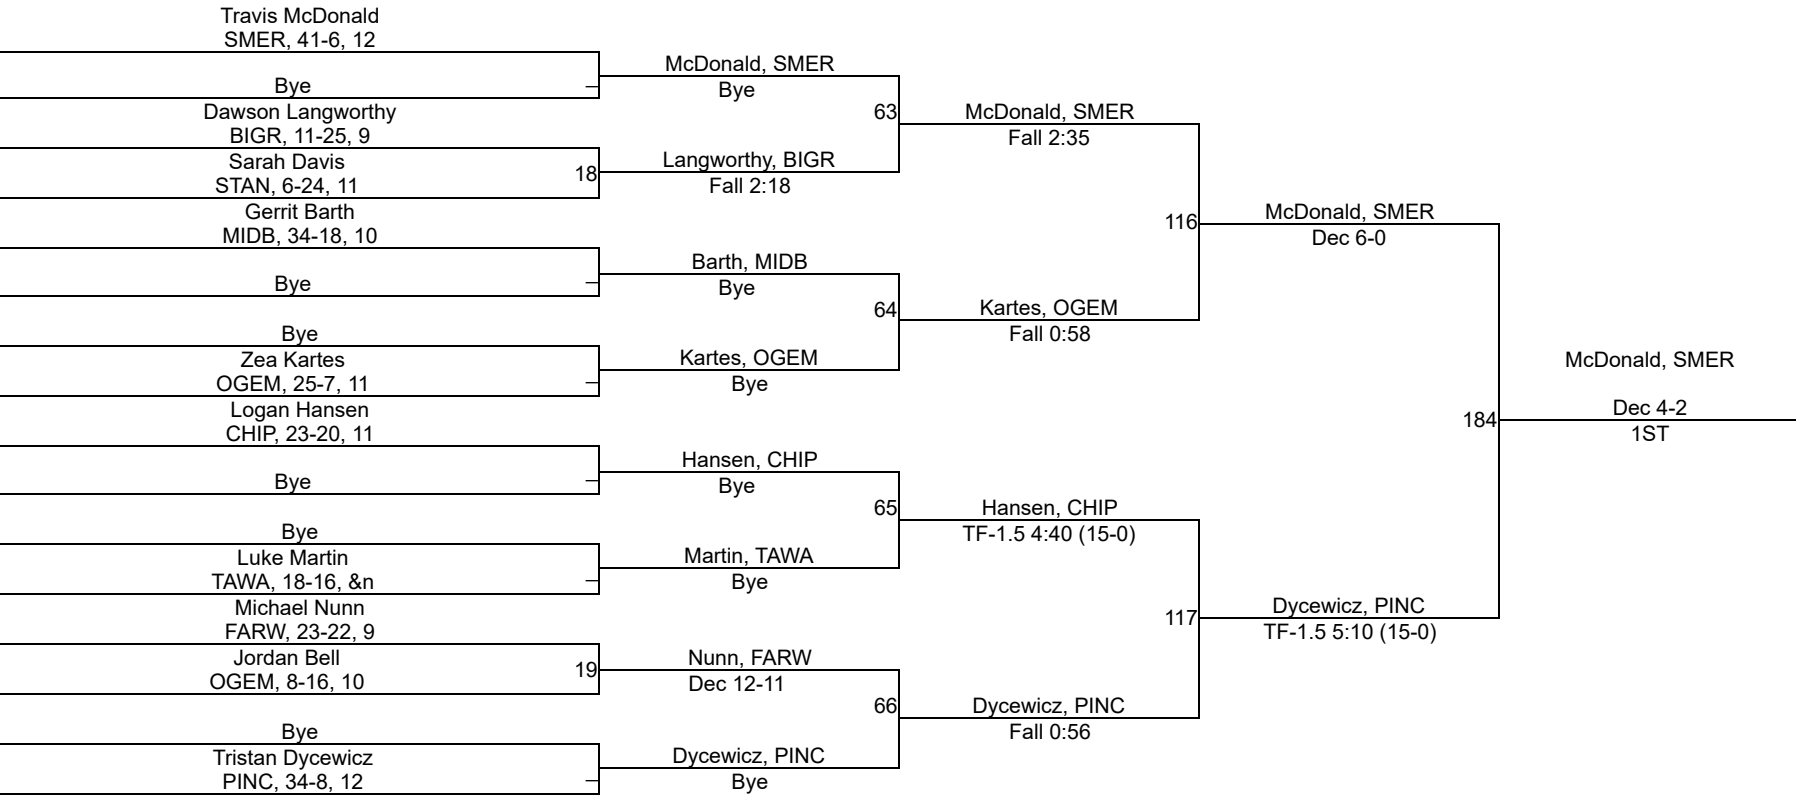 Travis McDonald
SMER, 41-6, 12
Bye
Dawson Langworthy
BIGR, 11-25, 9
Sarah Davis
STAN, 6-24, 11
18
Gerrit Barth
MIDB, 34-18, 10
Bye
Bye
Zea Kartes
OGEM, 25-7, 11
Logan Hansen
CHIP, 23-20, 11
Bye
Bye
Luke Martin
TAWA, 18-16, &n
Michael Nunn
FARW, 23-22, 9
Jordan Bell
OGEM, 8-16, 10
19
Bye
Tristan Dycewicz
PINC, 34-8, 12
McDonald, SMER
Bye
63
Langworthy, BIGR
Fall 2:18
Barth, MIDB
Bye
64
Kartes, OGEM
Bye
Hansen, CHIP
Bye
65
Martin, TAWA
Bye
Nunn, FARW
Dec 12-11
66
Dycewicz, PINC
Bye
McDonald, SMER
Fall 2:35
116
Kartes, OGEM
Fall 0:58
Hansen, CHIP
TF-1.5 4:40 (15-0)
117
Dycewicz, PINC
Fall 0:56
McDonald, SMER
Dec 6-0
184
Dycewicz, PINC
TF-1.5 5:10 (15-0)
McDonald, SMER
Dec 4-2
1ST